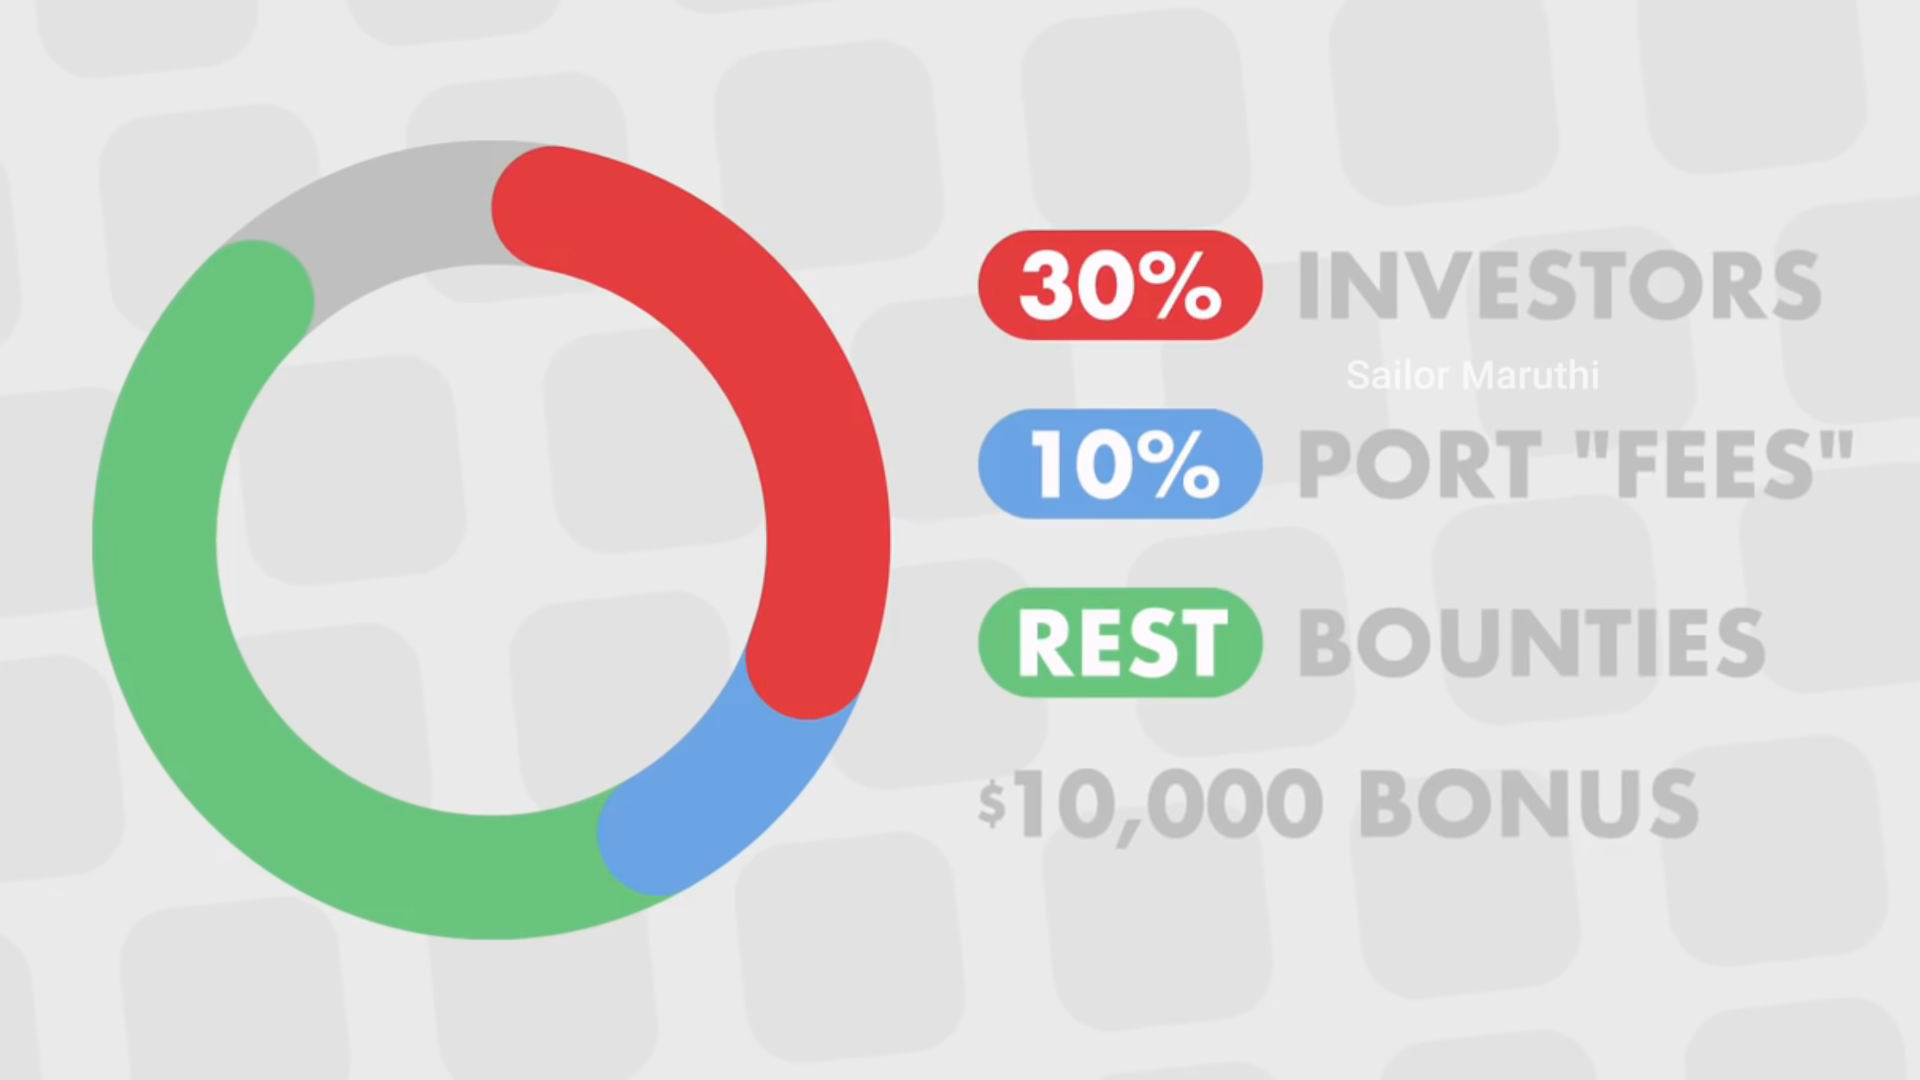 30% INVESTORS
Sailor Maruthi
10% PORT "FEES"
REST BOUNTIES
$10,000 BONUS